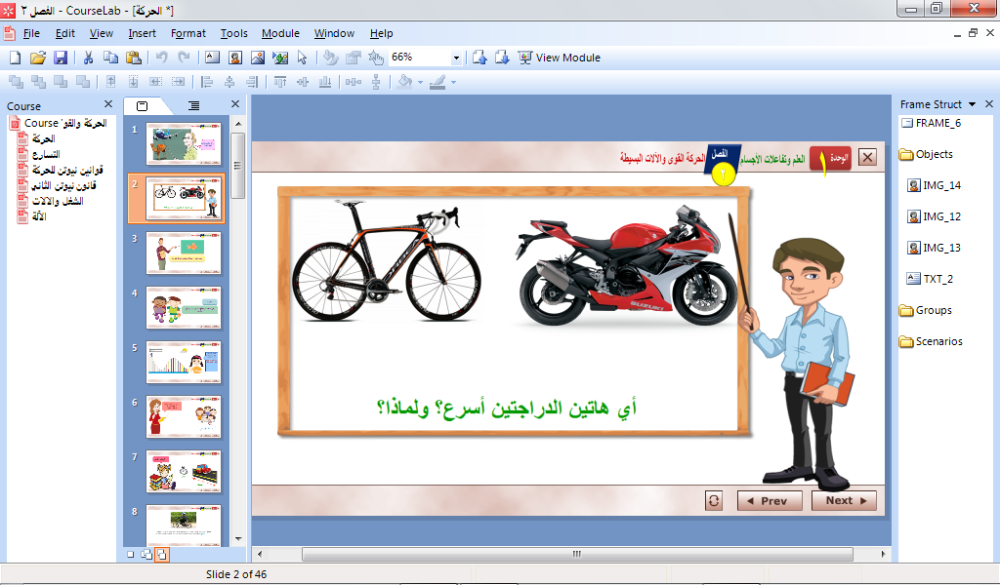 الفصل ٢ - CourseLab - [الحركة *]
File Edit View Insert Format Tools Module Window Help
66% View Module
Course
Course 'الحركة والقو
الحركة
التسارع
قوانين نيوتن للحركة
قانون نيوتن الثاني
الشغل والالات
الآلة
1
2
3
4
5
6
7
8
الوحدة ١
العلم وتفاعلات الأجسام
الفصل ٢
الحركة القوى والآلات البسيطة
SUZUKI
أي هاتين الدراجتين أسرع؟ ولماذا؟
Prev
Next
Frame Struct
FRAME_6
Objects
IMG_14
IMG_12
IMG_13
TXT_2
Groups
Scenarios
Slide 2 of 46